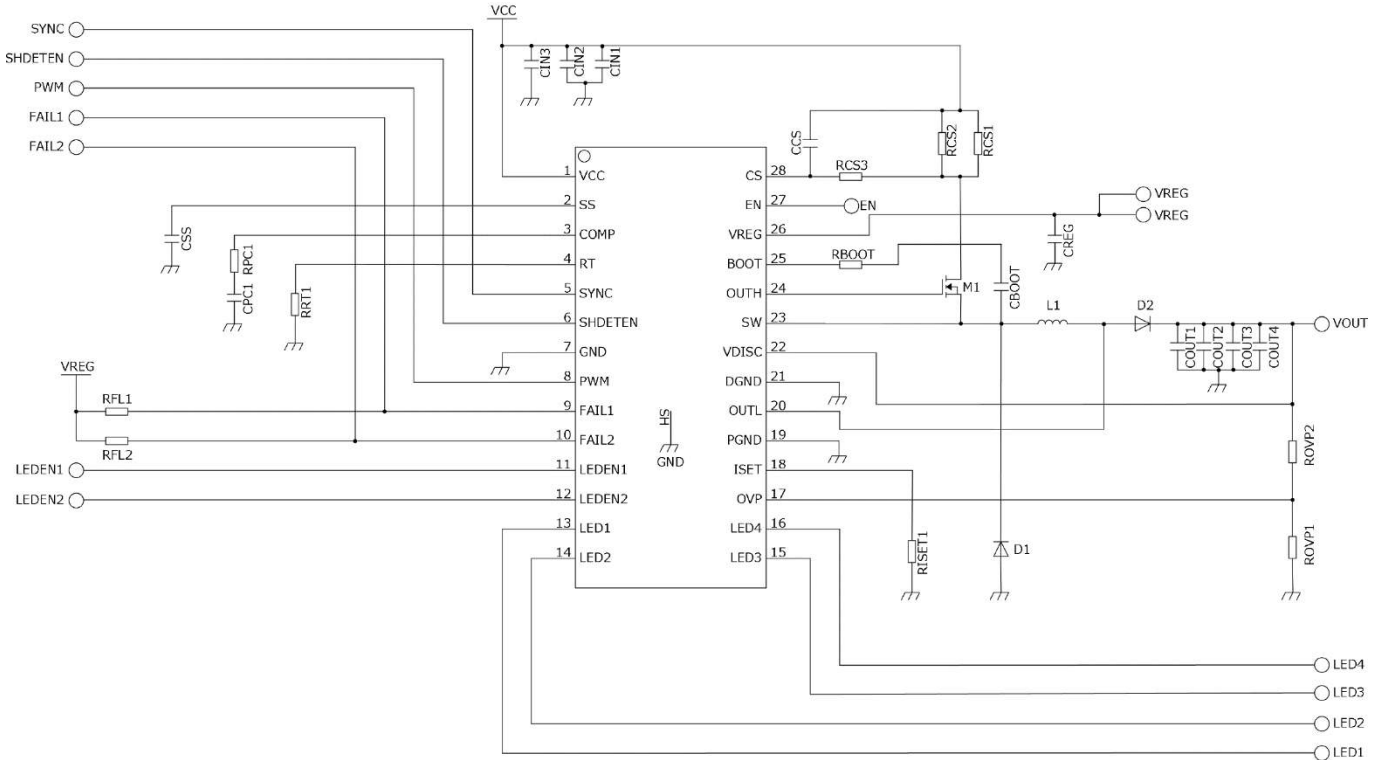 VCC
SYNC
SHDETEN
PWM
FAIL1
FAIL2
CIN3
CIN2
CIN1
CCS
RCS2
RCS1
RCS3
1 VCC
2 SS
3 COMP
4 RT
5 SYNC
6 SHDETEN
7 GND
8 PWM
9 FAIL1
10 FAIL2
11 LEDEN1
12 LEDEN2
13 LED1
14 LED2
CS 28
EN 27
VREG 26
BOOT 25
OUTH 24
SW 23
VDISC 22
DGND 21
OUTL 20
PGND 19
ISET 18
OVP 17
LED4 16
LED3 15
HS
GND
CSS
RPC1
CPC1
RRT1
VREG
RFL1
RFL2
LEDEN1
LEDEN2
EN
VREG
VREG
CREG
RBOOT
CBOOT
M1
L1
D2
COUT1
COUT2
COUT3
COUT4
VOUT
ROVP2
ROVP1
RISET1
D1
LED4
LED3
LED2
LED1